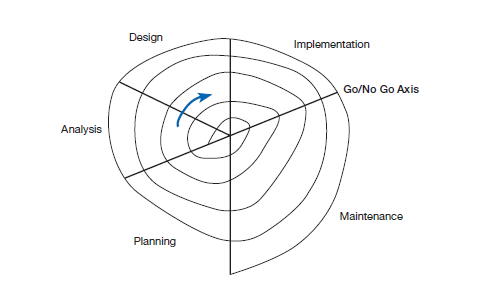 Design
Implementation
Go/No Go Axis
Analysis
Maintenance
Planning